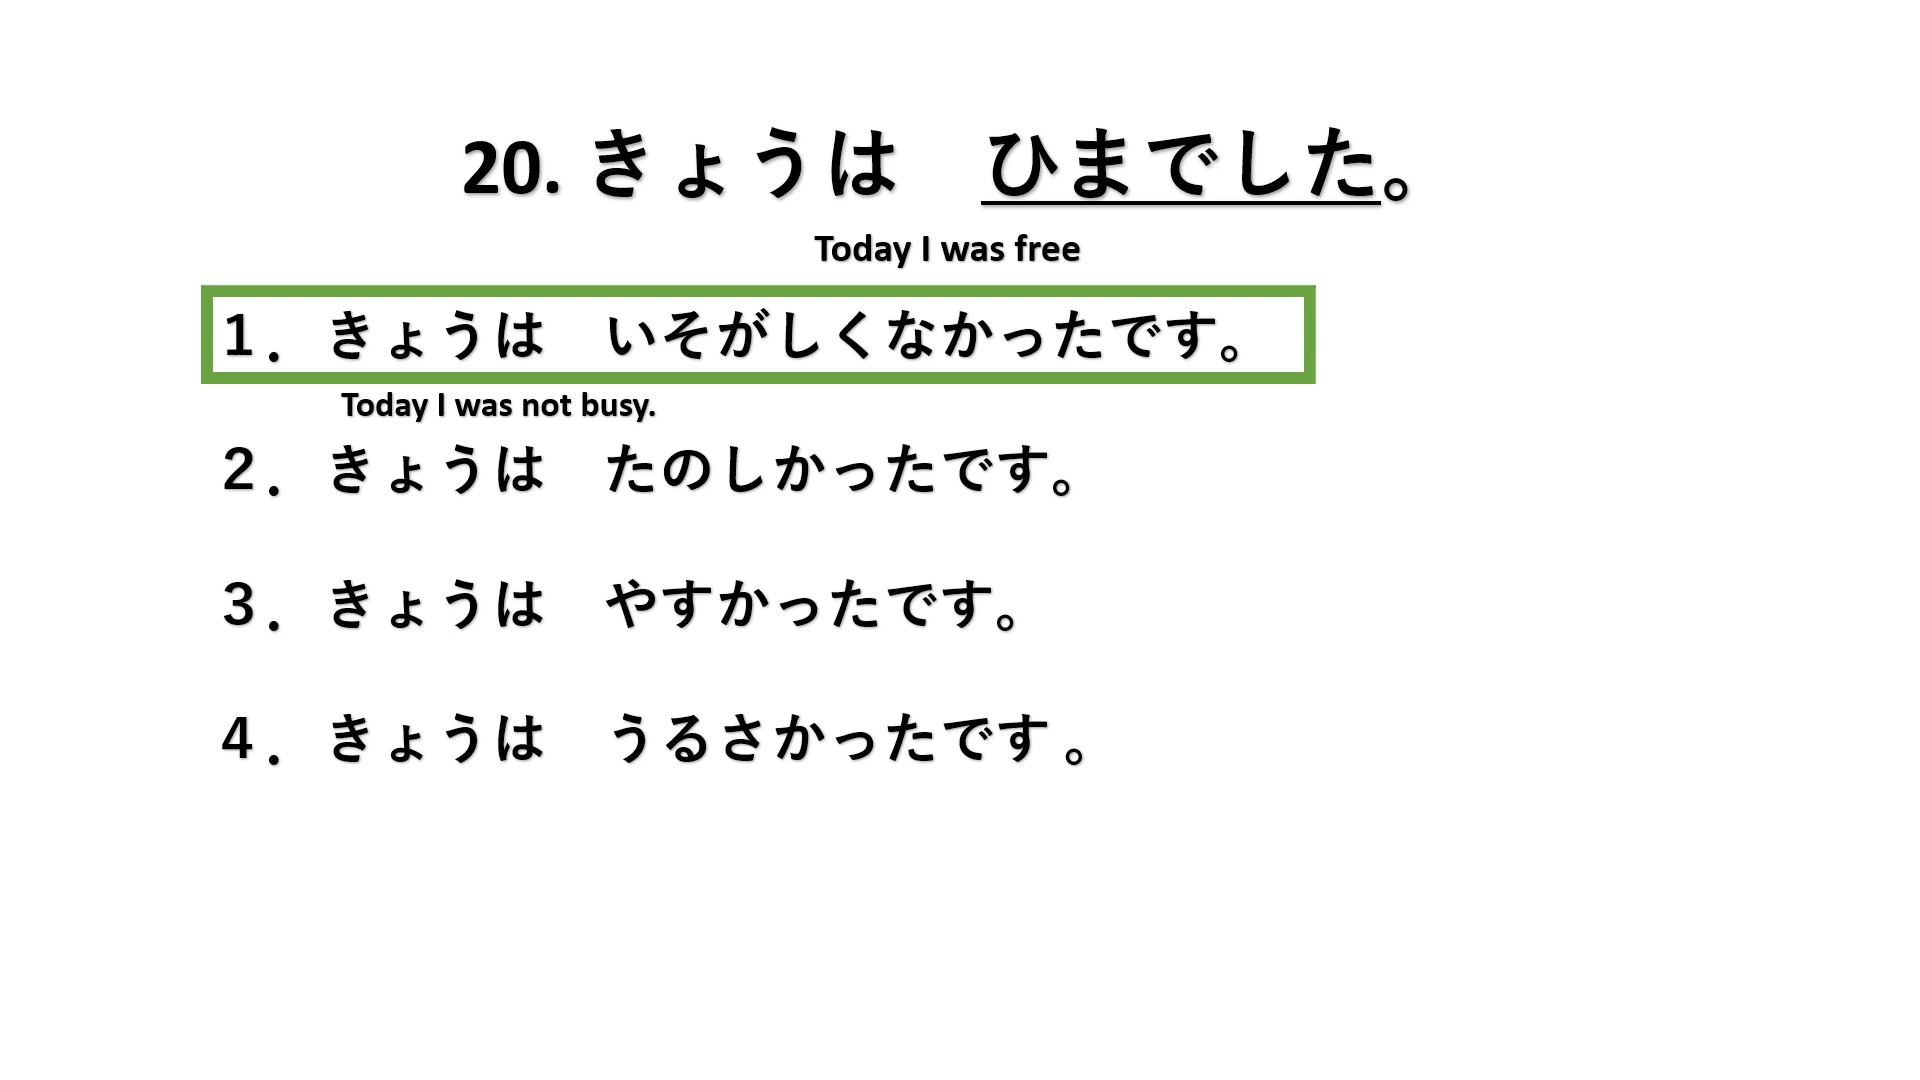 20. きょうは　ひまでした。
Today I was free
１．きょうは　いそがしくなかったです。
Today I was not busy.
２．きょうは　たのしかったです。
３．きょうは　やすかったです。
４．きょうは　うるさかったです 。